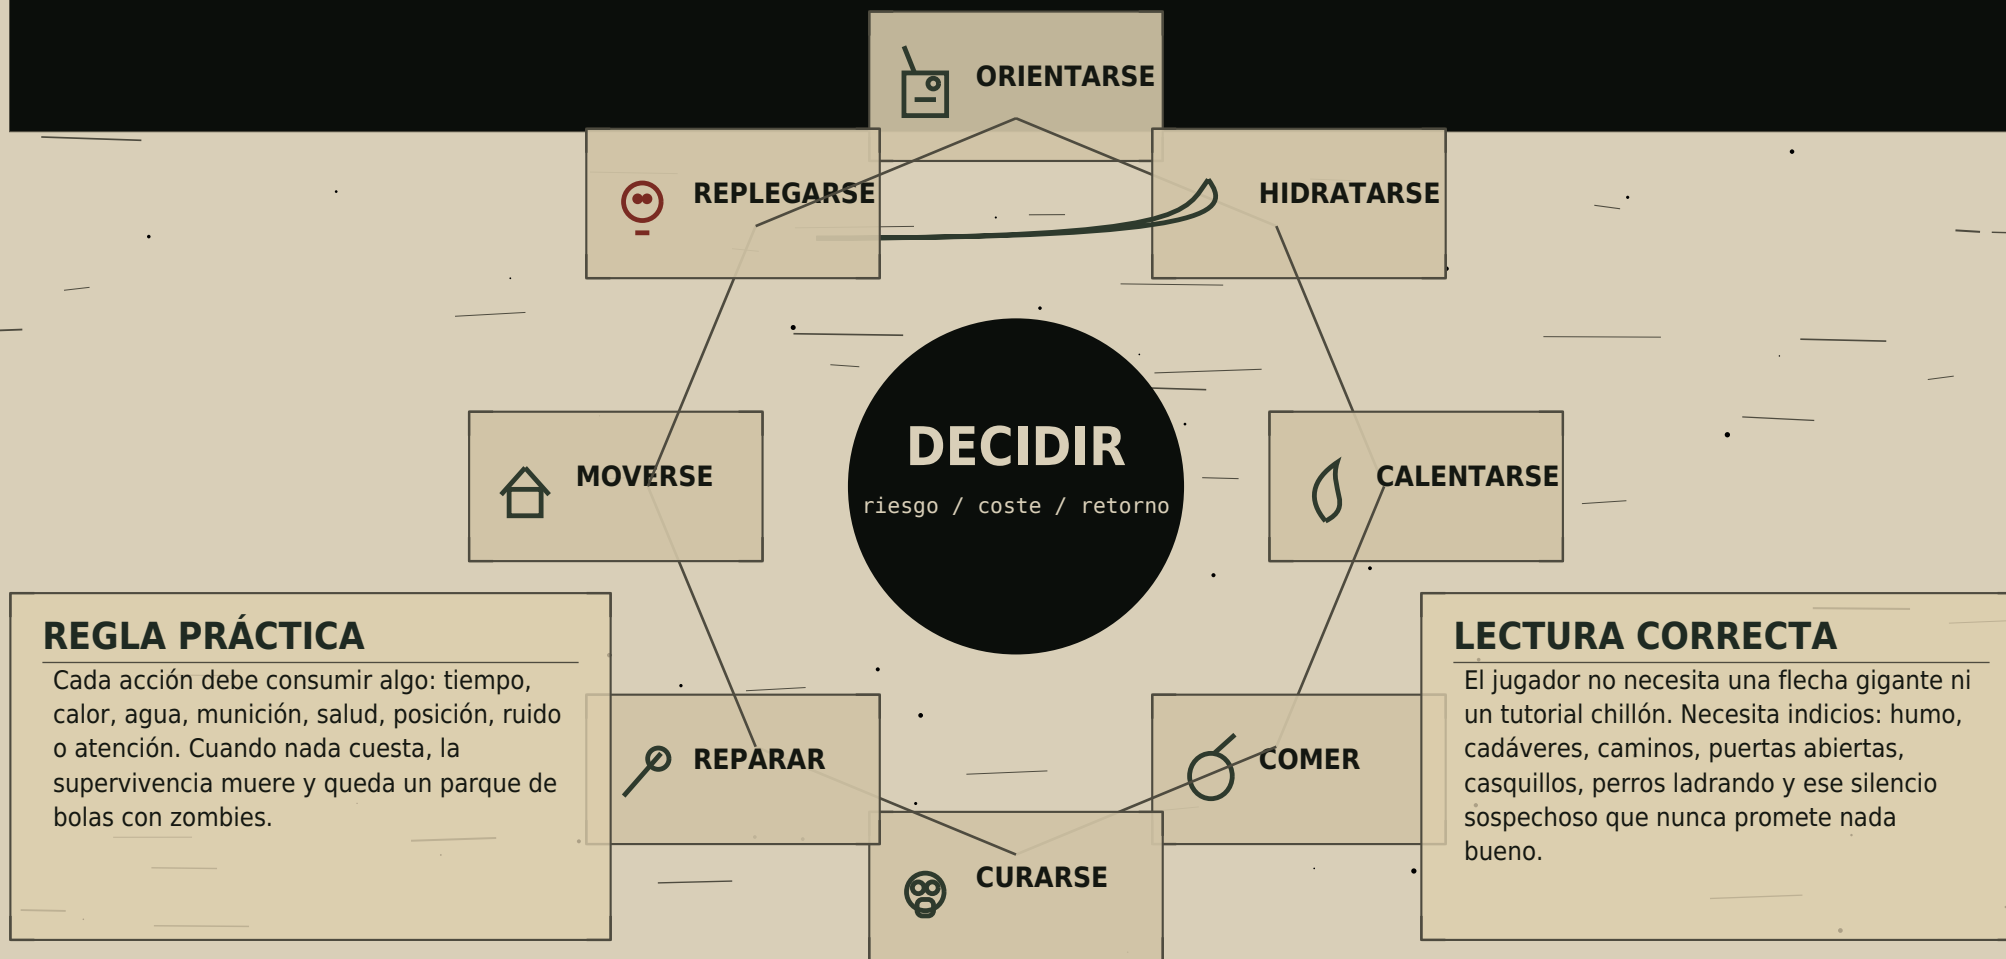 ORIENTARSE
REPLEGARSE
HIDRATARSE
DECIDIR
riesgo / coste / retorno
MOVERSE
CALENTARSE
REGLA PRÁCTICA
Cada acción debe consumir algo: tiempo,
calor, agua, munición, salud, posición, ruido
o atención. Cuando nada cuesta, la
supervivencia muere y queda un parque de
bolas con zombies.
LECTURA CORRECTA
El jugador no necesita una flecha gigante ni
un tutorial chillón. Necesita indicios: humo,
cadáveres, caminos, puertas abiertas,
casquillos, perros ladrando y ese silencio
sospechoso que nunca promete nada
bueno.
REPARAR
COMER
CURARSE